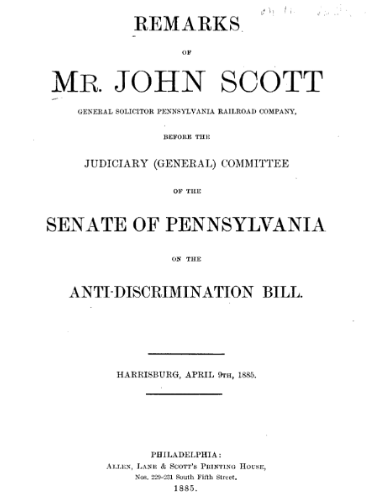 REMARKS
OF
MR. JOHN SCOTT
GENERAL SOLICITOR PENNSYLVANIA RAILROAD COMPANY,
BEFORE THE
JUDICIARY (GENERAL) COMMITTEE
OF THE
SENATE OF PENNSYLVANIA
ON THE
ANTI-DISCRIMINATION BILL.
HARRISBURG, APRIL 9TH, 1885.
PHILADELPHIA:
ALLEN, LANE & SCOTT'S PRINTING HOUSE,
Nos. 229-231 South Fifth Street.
1885.